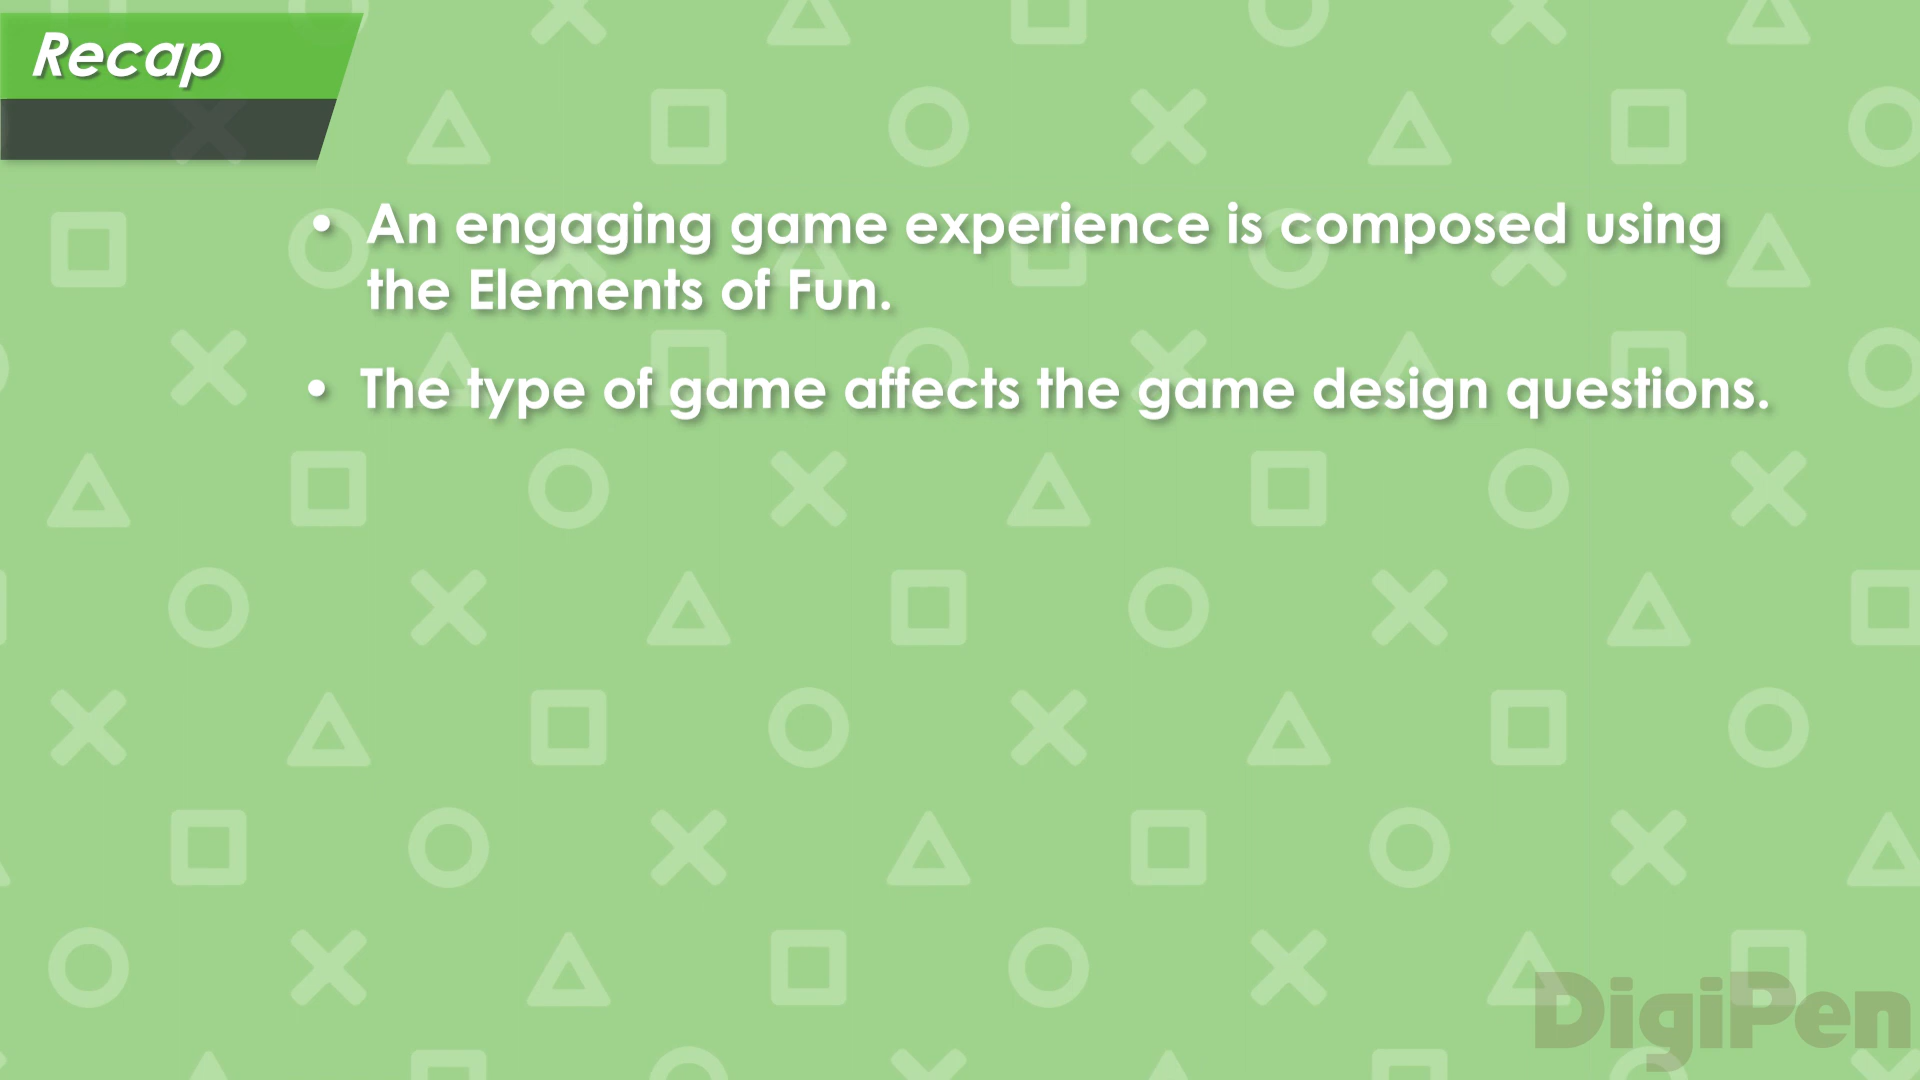 Recap
• An engaging game experience is composed using
the Elements of Fun.
• The type of game affects the game design questions.
DigiPen